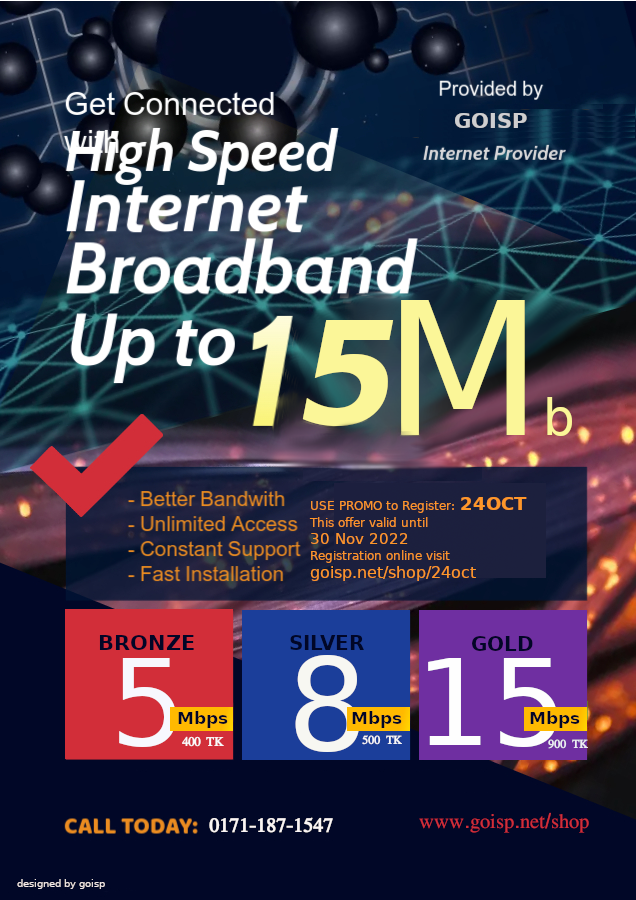 Get Connected
with
High Speed
Internet
Broadband
Up to 15Mb
Provided by
GOISP
Internet Provider
- Better Bandwith
- Unlimited Access
- Constant Support
- Fast Installation
USE PROMO to Register: 24OCT
This offer valid until
30 Nov 2022
Registration online visit
goisp.net/shop/24oct
BRONZE
5
Mbps
400 TK
SILVER
8
Mbps
500 TK
GOLD
15
Mbps
900 TK
CALL TODAY: 0171-187-1547
www.goisp.net/shop
designed by goisp